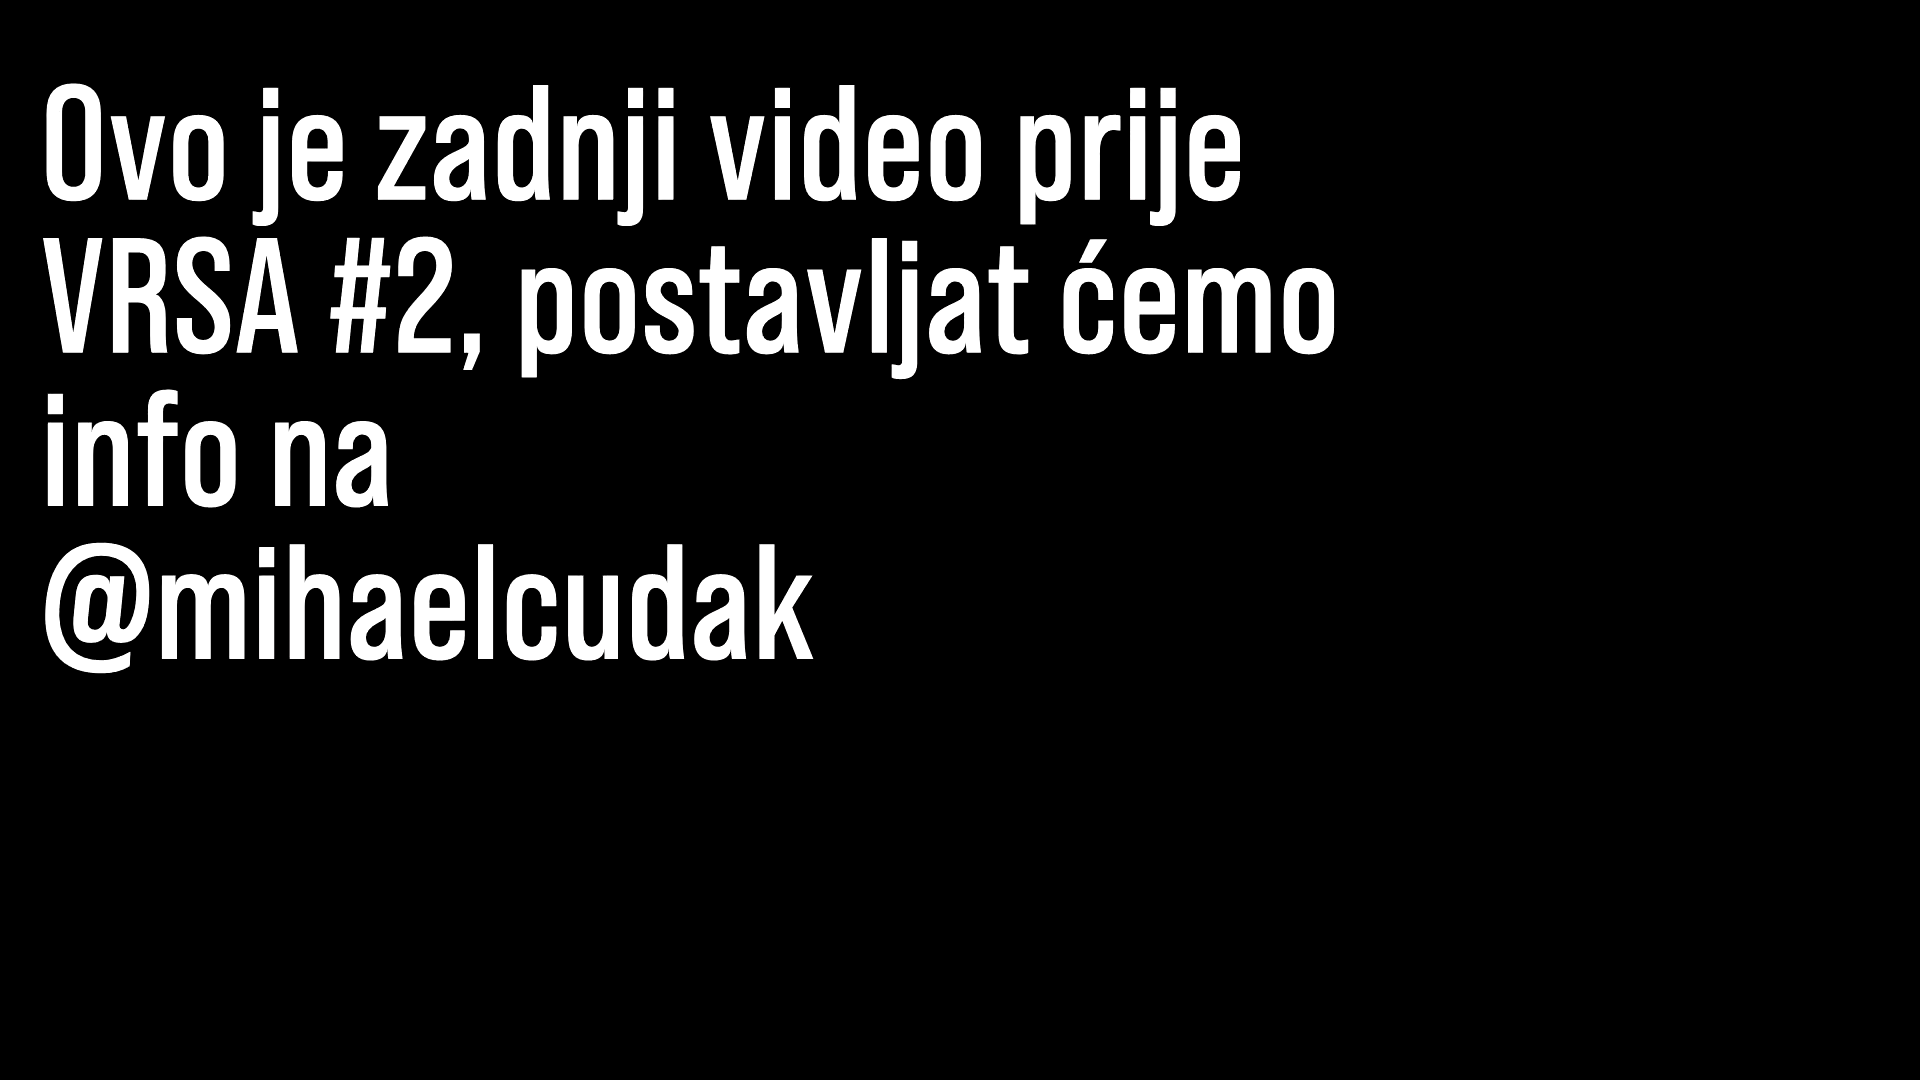 Ovo je zadnji video prije
VRSA #2, postavljat ćemo
info na
@mihaelcudak